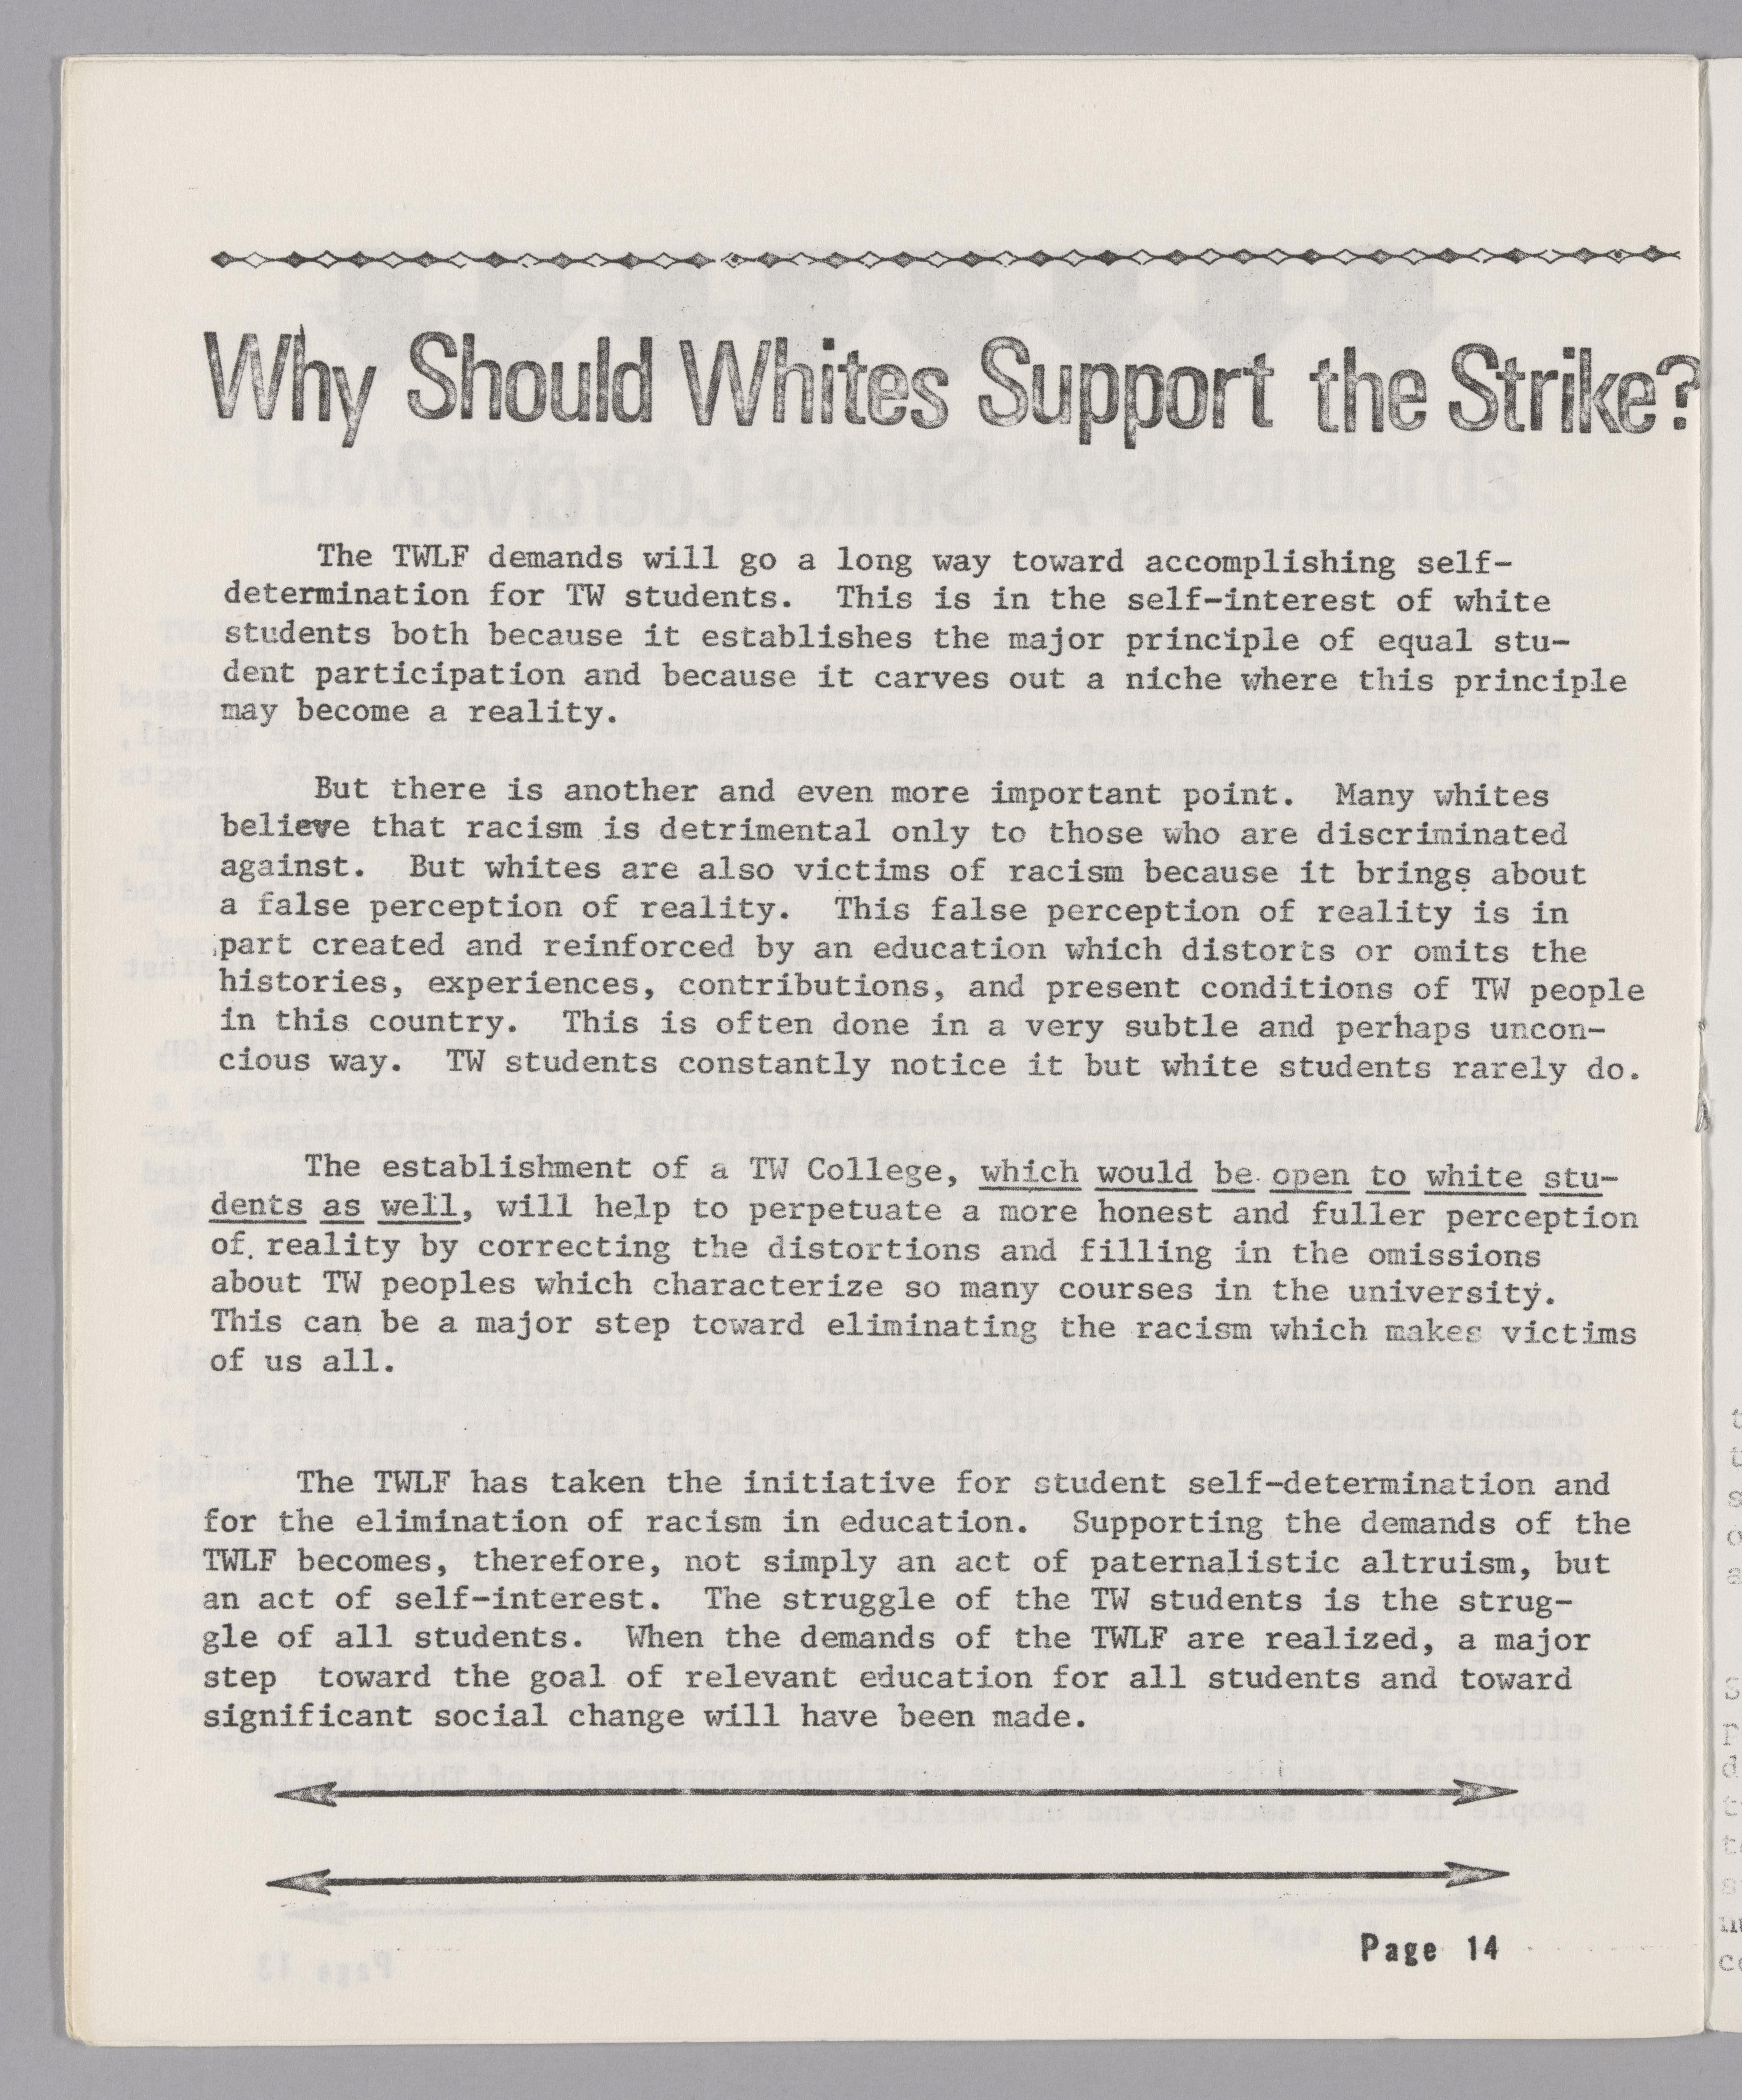 Why Should Whites Support the Strike?
The TWLF demands will go a long way toward accomplishing self-
determination for TW students.  This is in the self-interest of white
students both because it establishes the major principle of equal stu-
dent participation and because it carves out a niche where this principle
may become a reality.
But there is another and even more important point.  Many whites
believe that racism is detrimental only to those who are discriminated
against.  But whites are also victims of racism because it brings about
a false perception of reality.  This false perception of reality is in
part created and reinforced by an education which distorts or omits the
histories, experiences, contributions, and present conditions of TW people
in this country.  This is often done in a very subtle and perhaps uncon-
cious way.  TW students constantly notice it but white students rarely do.
The establishment of a TW College, which would be open to white stu-
dents as well, will help to perpetuate a more honest and fuller perception
of reality by correcting the distortions and filling in the omissions
about TW peoples which characterize so many courses in the university.
This can be a major step toward eliminating the racism which makes victims
of us all.
The TWLF has taken the initiative for student self-determination and
for the elimination of racism in education.  Supporting the demands of the
TWLF becomes, therefore, not simply an act of paternalistic altruism, but
an act of self-interest.  The struggle of the TW students is the strug-
gle of all students.  When the demands of the TWLF are realized, a major
step  toward the goal of relevant education for all students and toward
significant social change will have been made.
Page 14